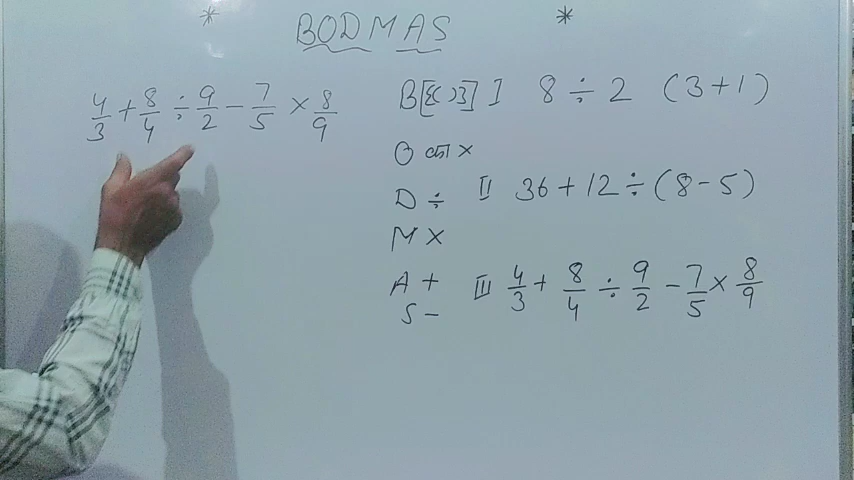 * BODMAS *
4/3 + 8/4 ÷ 9/2 − 7/5 × 8/9
B[{( )}] I 8 ÷ 2 (3+1)
O का ×
D ÷ II 36 + 12 ÷ (8 − 5)
M ×
A + III 4/3 + 8/4 ÷ 9/2 − 7/5 × 8/9
S −